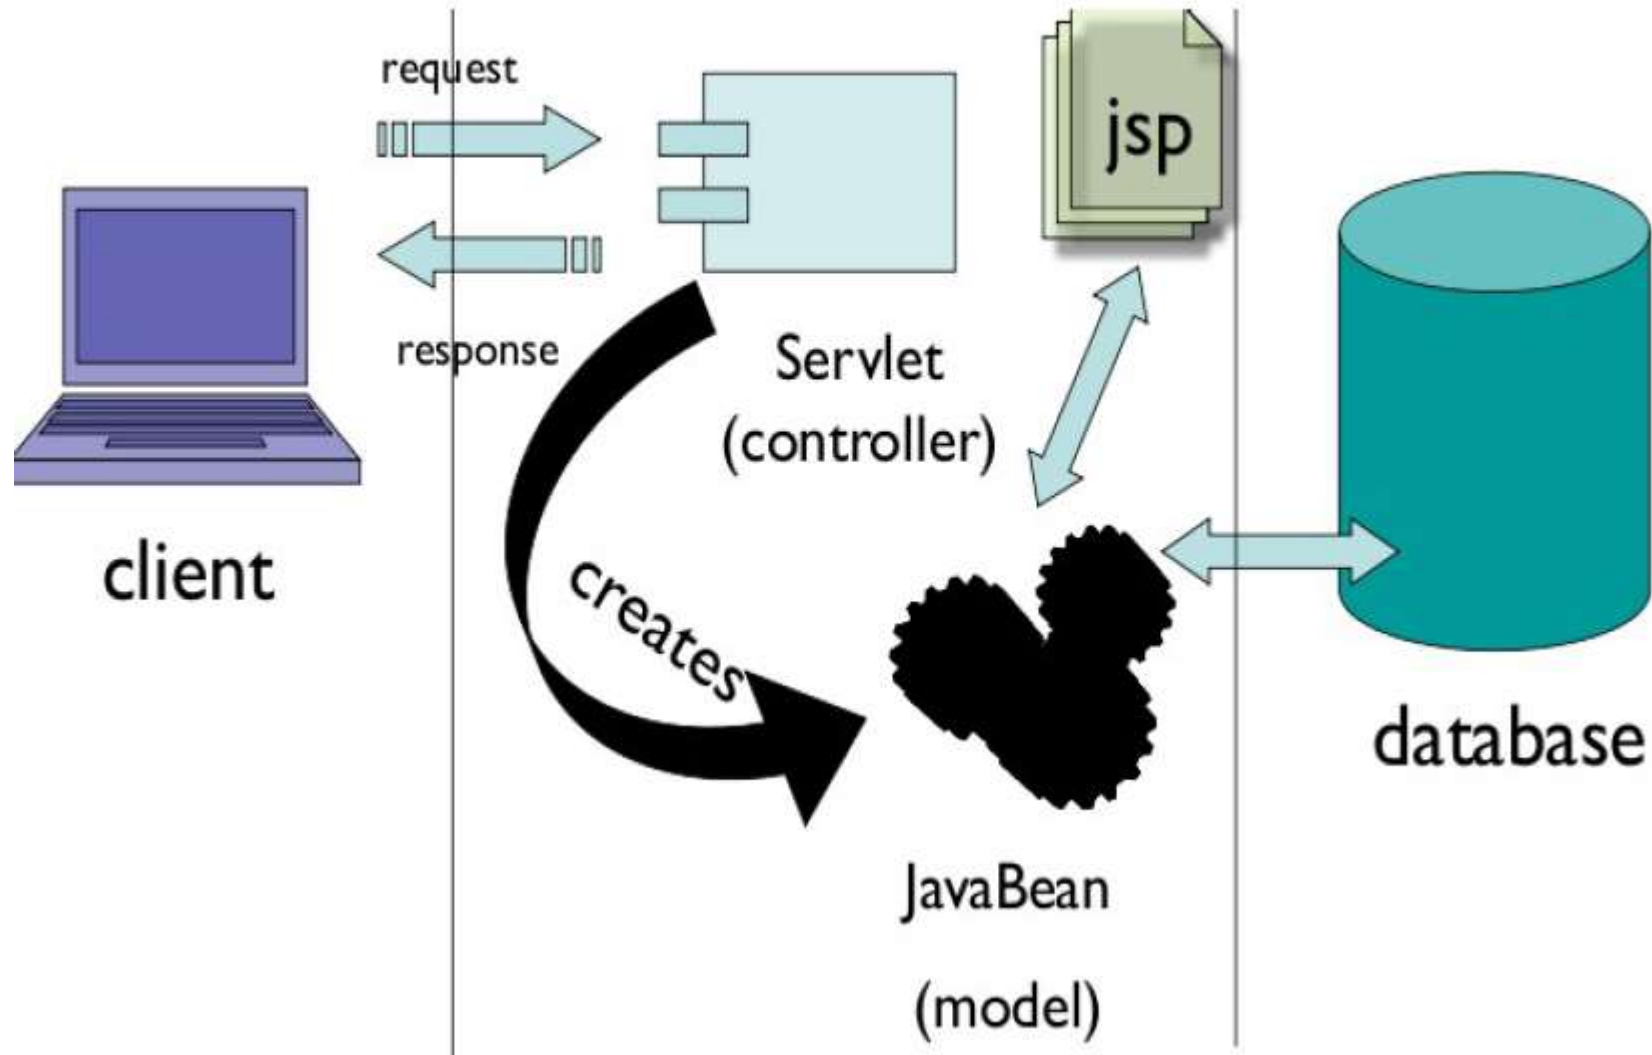 request
jsp
response
Servlet
(controller)
client
creates
database
JavaBean
(model)